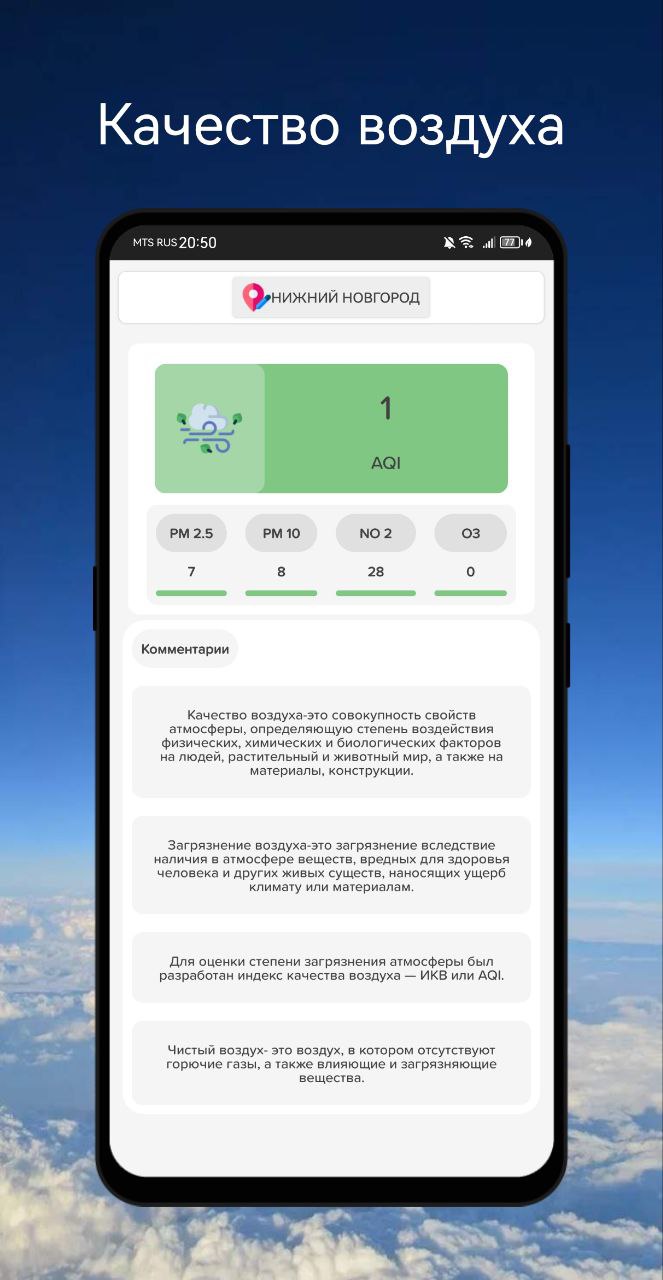 Качество воздуха
MTS RUS 20:50
77
НИЖНИЙ НОВГОРОД
1
AQI
PM 2.5 PM 10 NO 2 O3
7 8 28 0
Комментарии
Качество воздуха-это совокупность свойств
атмосферы, определяющую степень воздействия
физических, химических и биологических факторов
на людей, растительный и животный мир, а также на
материалы, конструкции.
Загрязнение воздуха-это загрязнение вследствие
наличия в атмосфере веществ, вредных для здоровья
человека и других живых существ, наносящих ущерб
климату или материалам.
Для оценки степени загрязнения атмосферы был
разработан индекс качества воздуха — ИКВ или AQI.
Чистый воздух- это воздух, в котором отсутствуют
горючие газы, а также влияющие и загрязняющие
вещества.